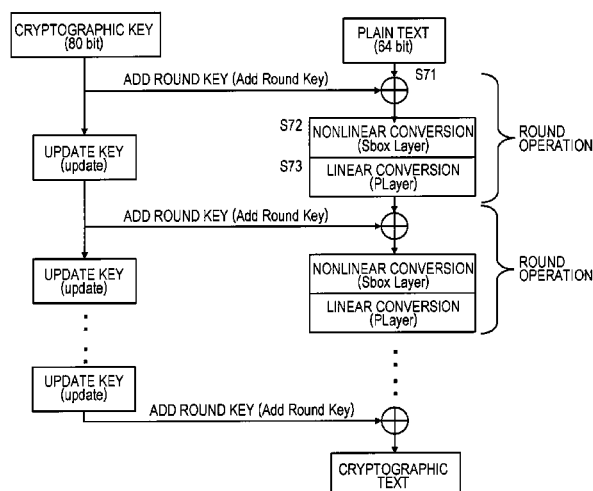 CRYPTOGRAPHIC KEY
(80 bit)
PLAIN TEXT
(64 bit)
ADD ROUND KEY (Add Round Key)
S71
S72
NONLINEAR CONVERSION
(Sbox Layer)
S73
LINEAR CONVERSION
(PLayer)
ROUND
OPERATION
UPDATE KEY
(update)
ADD ROUND KEY (Add Round Key)
NONLINEAR CONVERSION
(Sbox Layer)
LINEAR CONVERSION
(PLayer)
ROUND
OPERATION
UPDATE KEY
(update)
UPDATE KEY
(update)
ADD ROUND KEY (Add Round Key)
CRYPTOGRAPHIC
TEXT